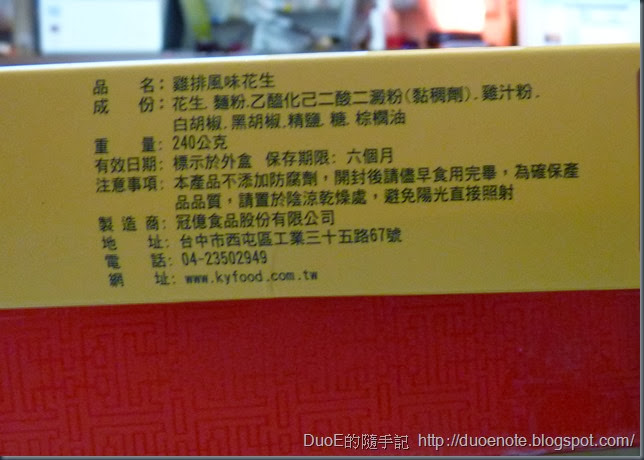 品　　名: 雞排風味花生
成　　份: 花生.麵粉.乙醯化己二酸二澱粉(黏稠劑).雞汁粉.
白胡椒.黑胡椒.精鹽.糖.棕櫚油
重　　量: 240公克
有效日期: 標示於外盒 保存期限: 六個月
注意事項: 本產品不添加防腐劑，開封後請儘早食用完畢，為確保產
品品質，請置於陰涼乾燥處，避免陽光直接照射
製 造 商: 冠億食品股份有限公司
地　　址: 台中市西屯區工業三十五路67號
電　　話: 04-23502949
網　　址: www.kyfood.com.tw
DuoE的隨手記 http://duoenote.blogspot.com/